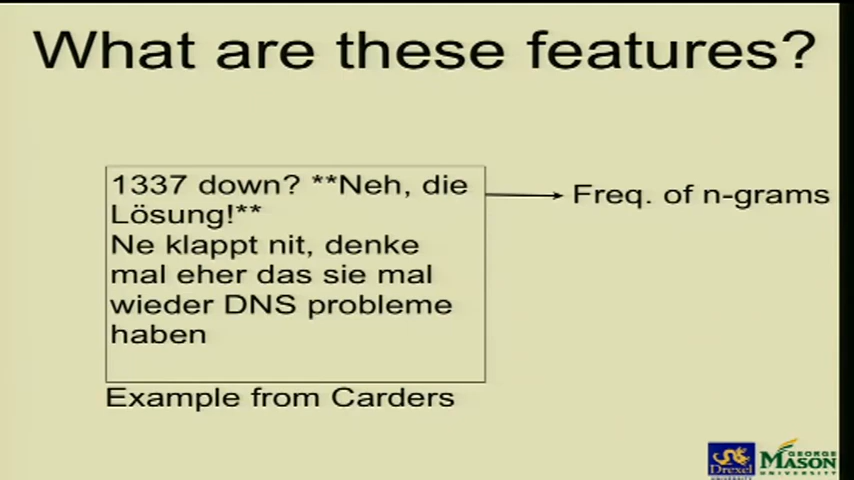 What are these features?
1337 down? **Neh, die
Lösung!**
Ne klappt nit, denke
mal eher das sie mal
wieder DNS probleme
haben
Freq. of n-grams
Example from Carders
Drexel
UNIVERSITY
GEORGE
MASON
UNIVERSITY